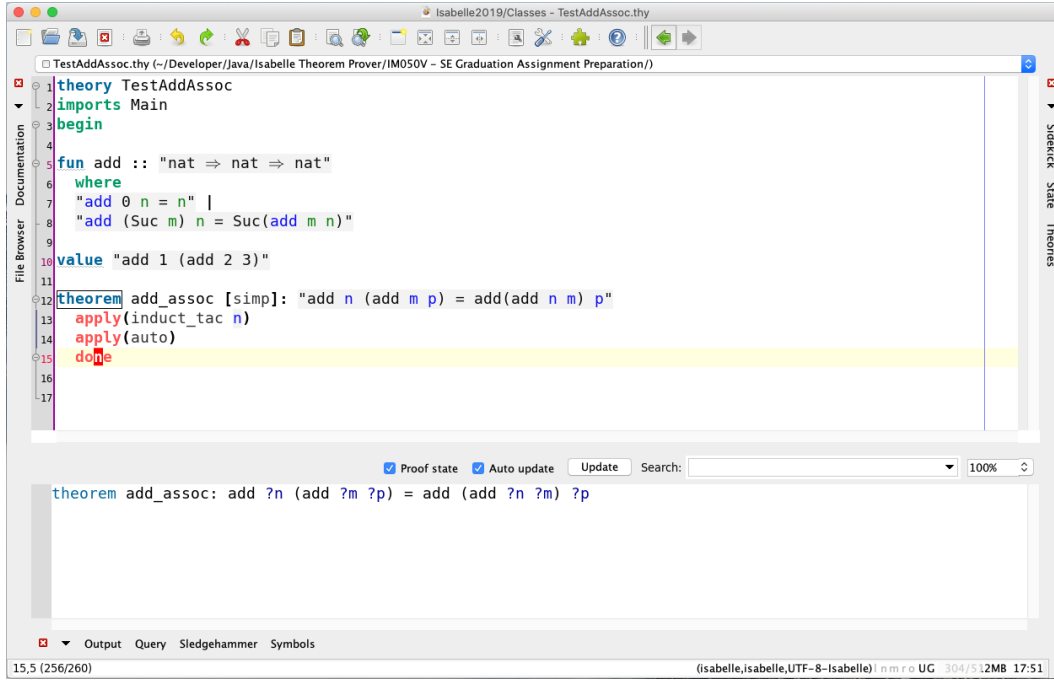 Isabelle2019/Classes - TestAddAssoc.thy
TestAddAssoc.thy (~/Developer/Java/Isabelle Theorem Prover/IM050V – SE Graduation Assignment Preparation/)
1 theory TestAddAssoc
2 imports Main
3 begin
4
5 fun add :: "nat ⇒ nat ⇒ nat"
6 where
7 "add 0 n = n" |
8 "add (Suc m) n = Suc(add m n)"
9
10 value "add 1 (add 2 3)"
11
12 theorem add_assoc [simp]: "add n (add m p) = add(add n m) p"
13 apply(induct_tac n)
14 apply(auto)
15 done
16
17
Documentation
File Browser
Sidekick
State
Theories
Proof state Auto update Update Search: 100%
theorem add_assoc: add ?n (add ?m ?p) = add (add ?n ?m) ?p
Output Query Sledgehammer Symbols
15,5 (256/260) (isabelle,isabelle,UTF-8-Isabelle) l n m r o UG 304/512MB 17:51